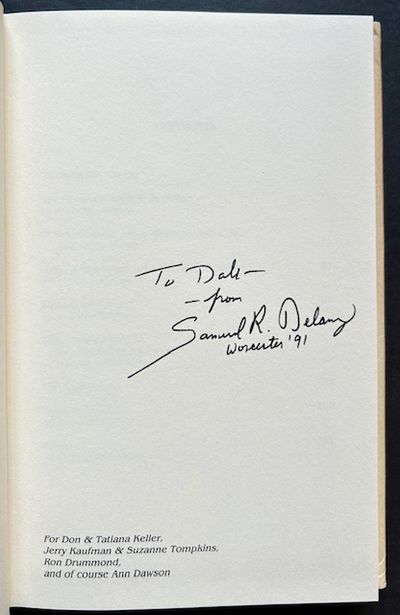 To Dale—
—from
Samuel R. Delany
Worcester '91
For Don & Tatiana Keller,
Jerry Kaufman & Suzanne Tompkins,
Ron Drummond,
and of course Ann Dawson